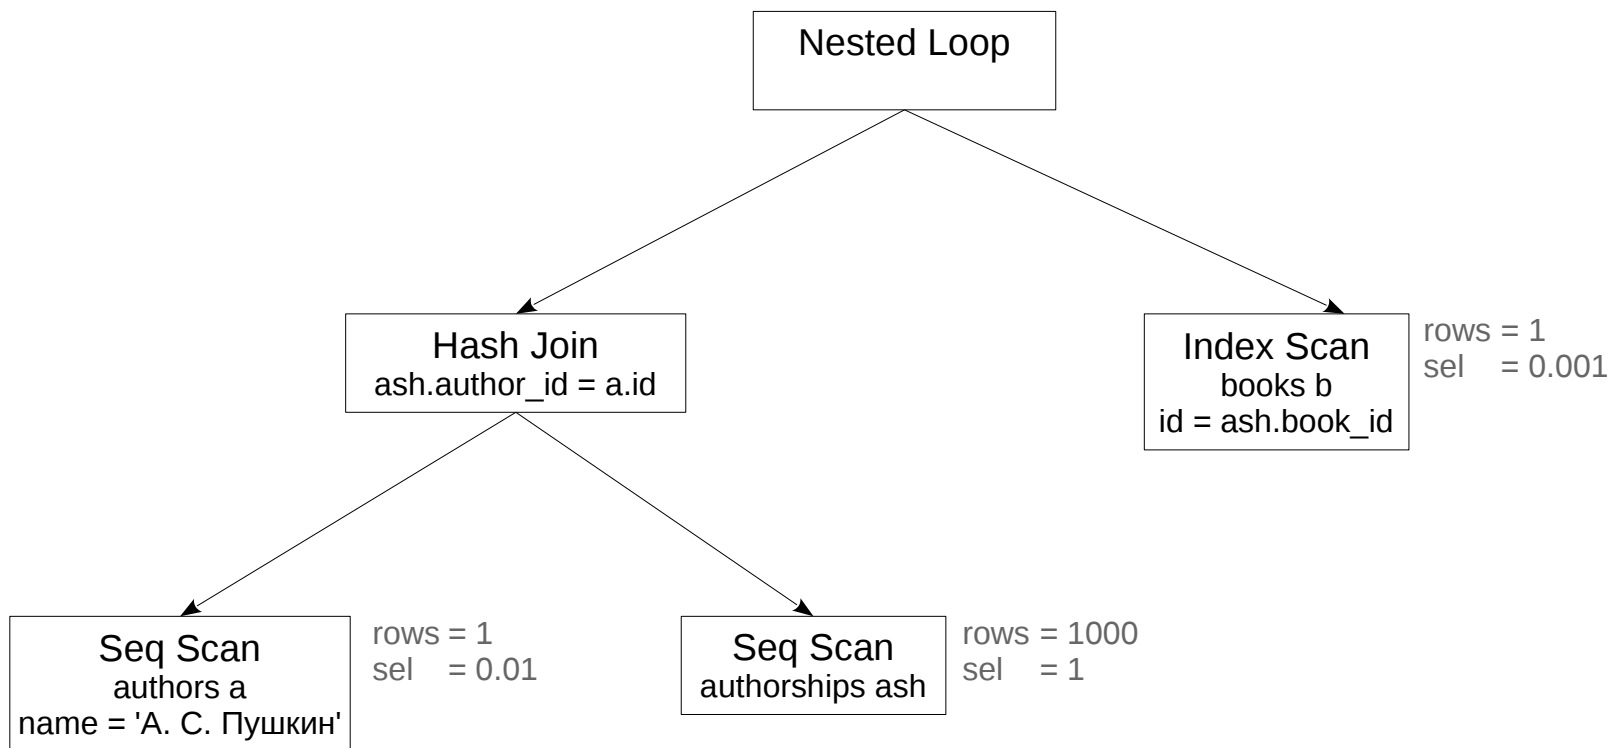 Nested Loop
Hash Join
ash.author_id = a.id
Index Scan
books b
id = ash.book_id
rows = 1
sel = 0.001
Seq Scan
authors a
name = 'А. С. Пушкин'
rows = 1
sel = 0.01
Seq Scan
authorships ash
rows = 1000
sel = 1